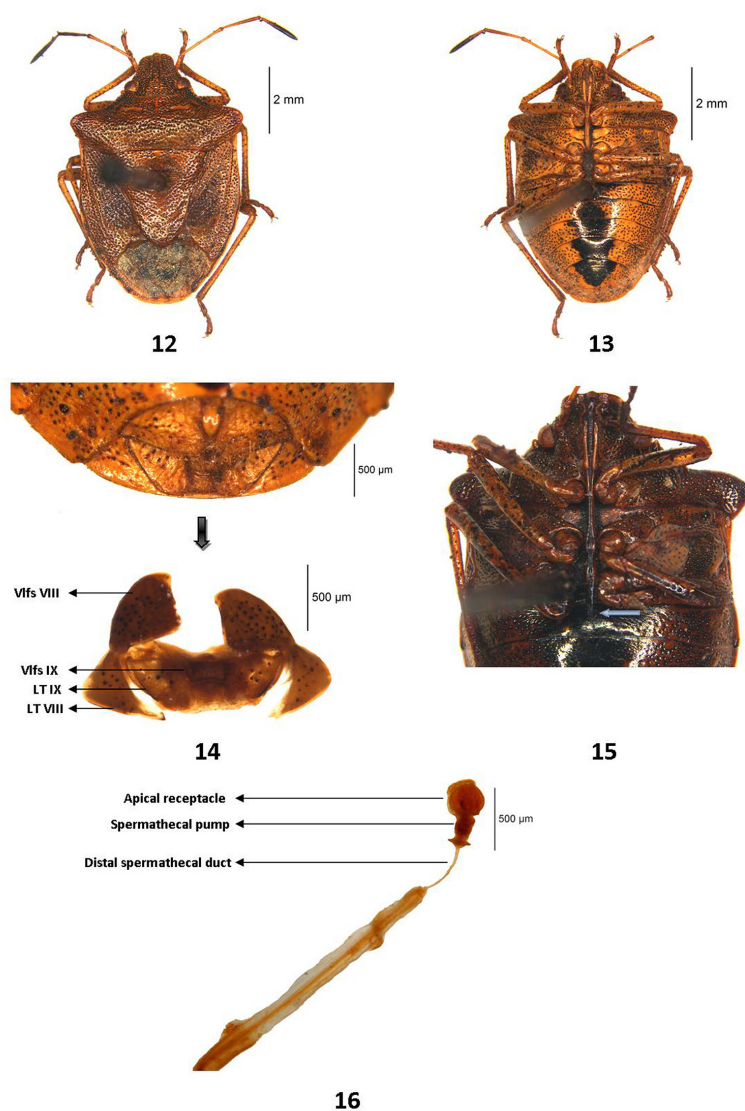 2 mm
2 mm
12
13
500 µm
500 µm
Vlfs VIII
Vlfs IX
LT IX
LT VIII
14
15
Apical receptacle
500 µm
Spermathecal pump
Distal spermathecal duct
16